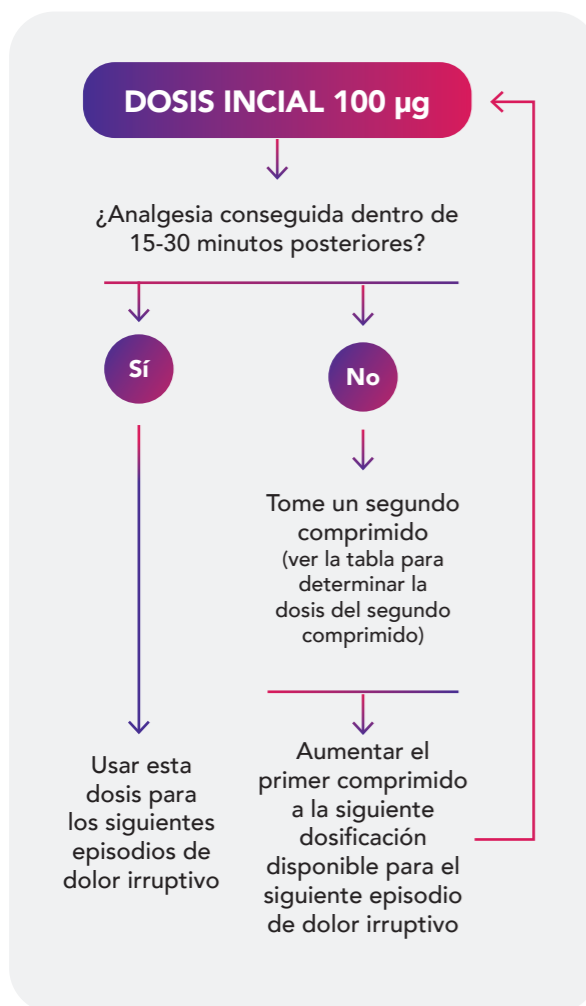 DOSIS INCIAL 100 µg
¿Analgesia conseguida dentro de
15-30 minutos posteriores?
Sí
No
Tome un segundo
comprimido
(ver la tabla para
determinar la
dosis del segundo
comprimido)
Usar esta
dosis para
los siguientes
episodios de
dolor irruptivo
Aumentar el
primer comprimido
a la siguiente
dosificación
disponible para el
siguiente episodio
de dolor irruptivo